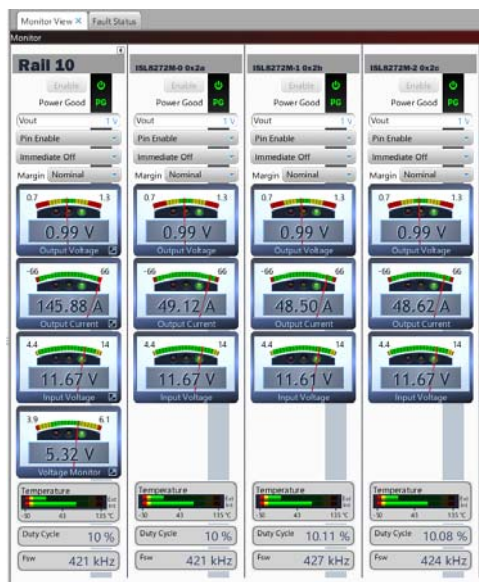 Monitor View × Fault Status
Monitor
Rail 10
Enable
Power Good PG
Vout 1 V
Pin Enable
Immediate Off
Margin Nominal
0.7 1.3
0.99 V
Output Voltage
-66 66
145.88 A
Output Current
4.4 14
11.67 V
Input Voltage
3.9 6.1
5.32 V
Voltage Monitor
Temperature
Ext
Int
-50 43 135 °C
Duty Cycle 10 %
Fsw 421 kHz
ISL8272M-0 0x2a
Enable
Power Good PG
Vout 1 V
Pin Enable
Immediate Off
Margin Nominal
0.7 1.3
0.99 V
Output Voltage
-66 66
49.12 A
Output Current
4.4 14
11.67 V
Input Voltage
Temperature
Ext
Int
-50 43 135 °C
Duty Cycle 10 %
Fsw 421 kHz
ISL8272M-1 0x2b
Enable
Power Good PG
Vout 1 V
Pin Enable
Immediate Off
Margin Nominal
0.7 1.3
0.99 V
Output Voltage
-66 66
48.50 A
Output Current
4.4 14
11.61 V
Input Voltage
Temperature
Ext
Int
-50 43 135 °C
Duty Cycle 10.11 %
Fsw 427 kHz
ISL8272M-2 0x2c
Enable
Power Good PG
Vout 1 V
Pin Enable
Immediate Off
Margin Nominal
0.7 1.3
0.99 V
Output Voltage
-66 66
48.62 A
Output Current
4.4 14
11.67 V
Input Voltage
Temperature
Ext
Int
-50 43 135 °C
Duty Cycle 10.08 %
Fsw 424 kHz